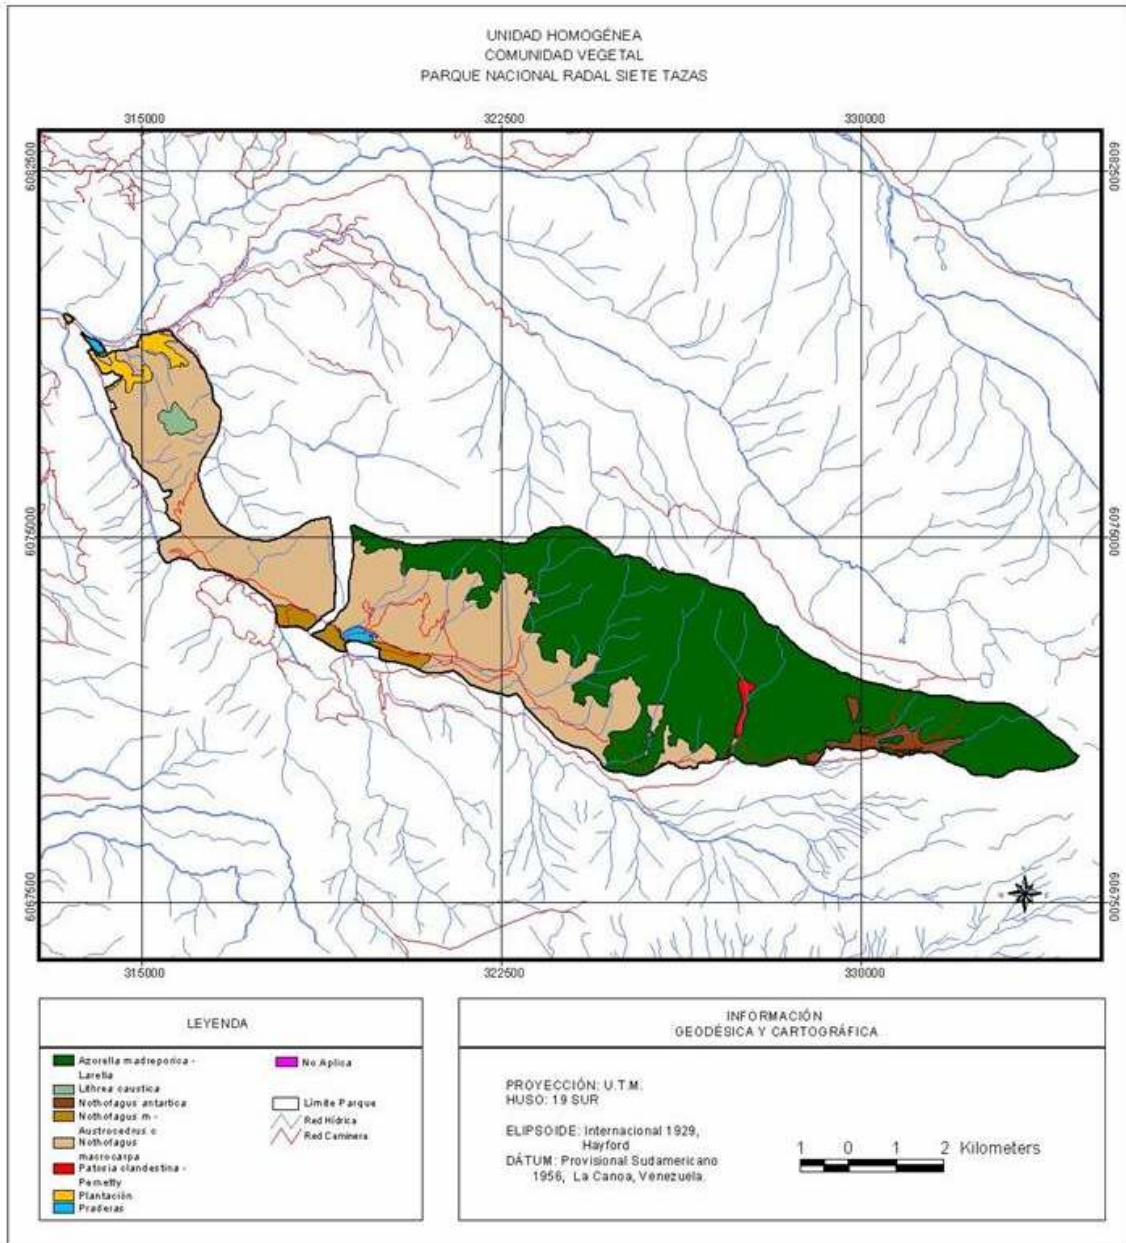 UNIDAD HOMOGÉNEA
COMUNIDAD VEGETAL
PARQUE NACIONAL RADAL SIETE TAZAS
315000
322500
330000
6082500
6082500
6075000
6075000
6067500
6067500
315000
322500
330000
LEYENDA
Azorella madreporica -
Laretia
Lithrea caustica
Nothofagus antartica
Nothofagus m -
Austrocedrus c
Nothofagus
macrocarpa
Patosia clandestina -
Pernetty
Plantación
Praderas
No Aplica
Límite Parque
Red Hídrica
Red Caminera
INFORMACIÓN
GEODÉSICA Y CARTOGRÁFICA
PROYECCIÓN: U.T.M.
HUSO: 19 SUR
ELIPSOIDE: Internacional 1929,
Hayford
DÁTUM: Provisional Sudamericano
1956, La Canoa, Venezuela.
1 0 1 2 Kilometers